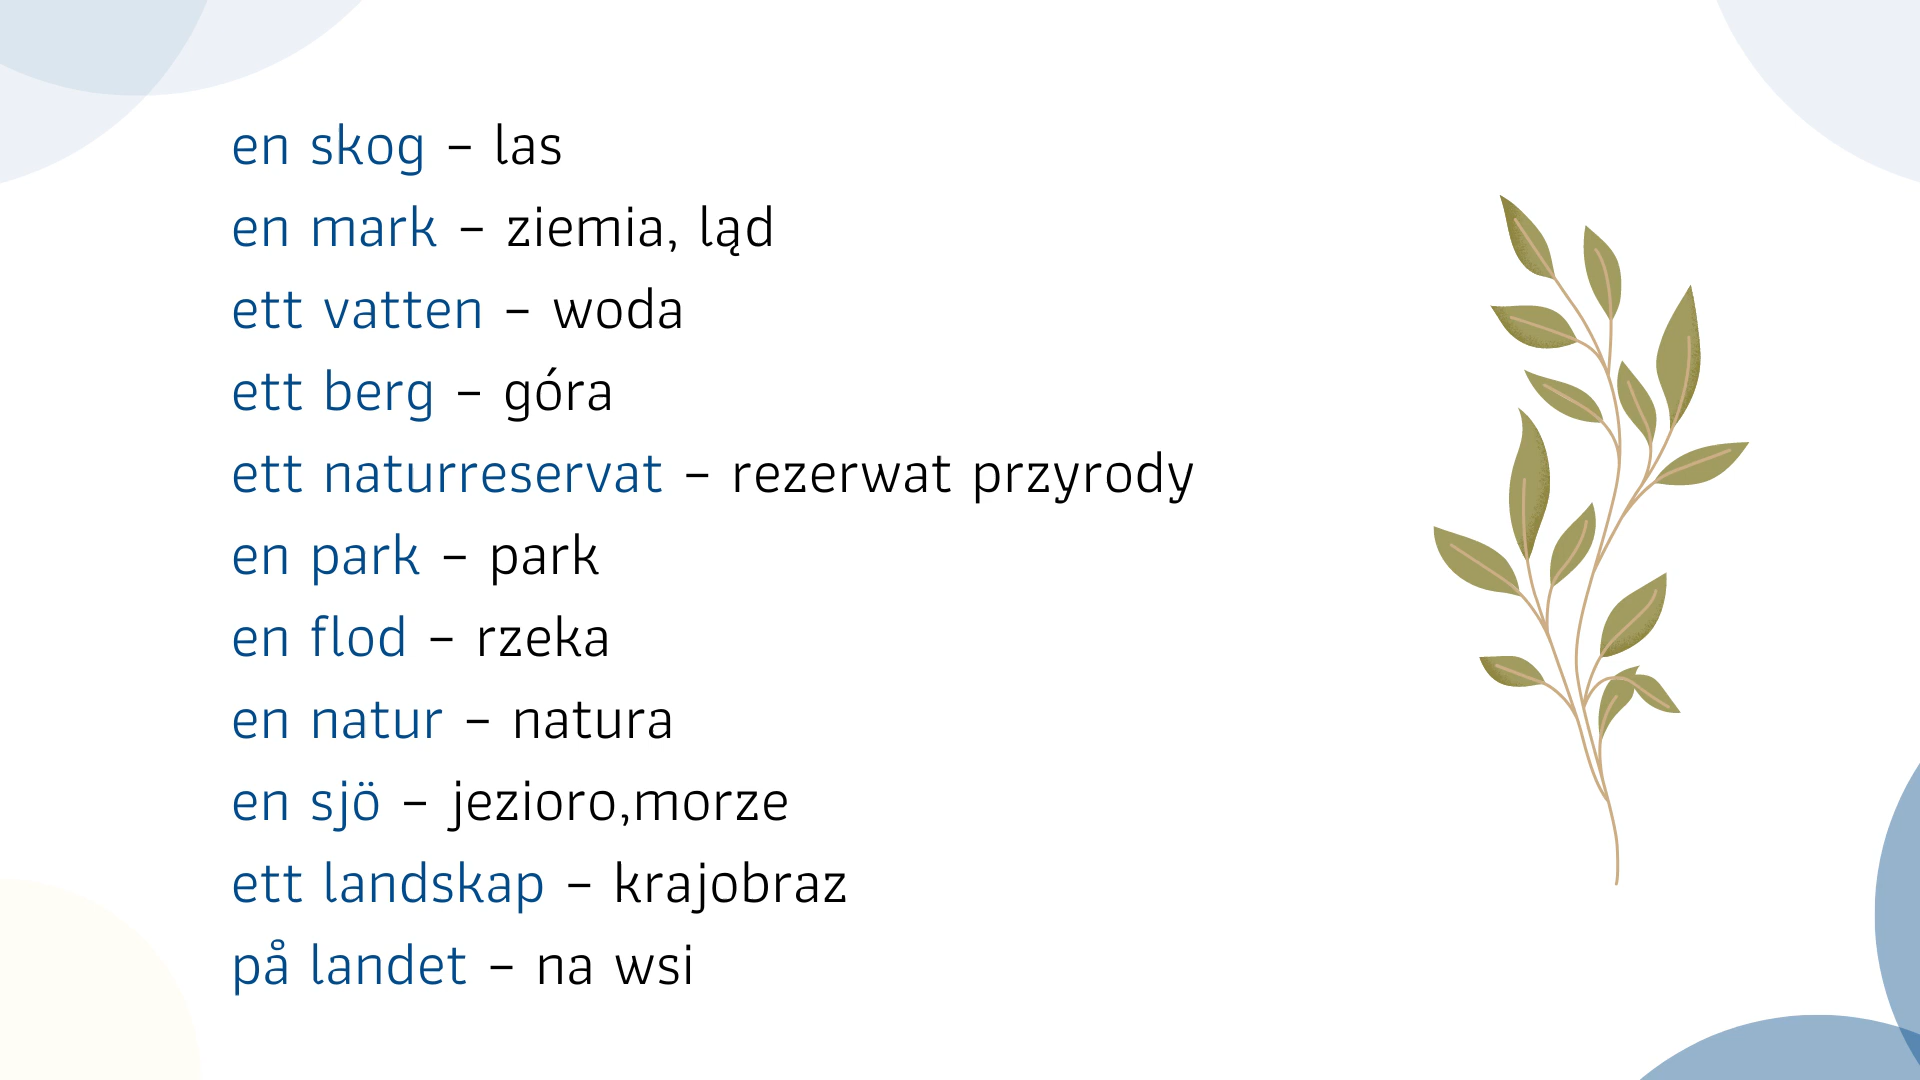 en skog – las
en mark – ziemia, ląd
ett vatten – woda
ett berg – góra
ett naturreservat – rezerwat przyrody
en park – park
en flod – rzeka
en natur – natura
en sjö – jezioro,morze
ett landskap – krajobraz
på landet – na wsi